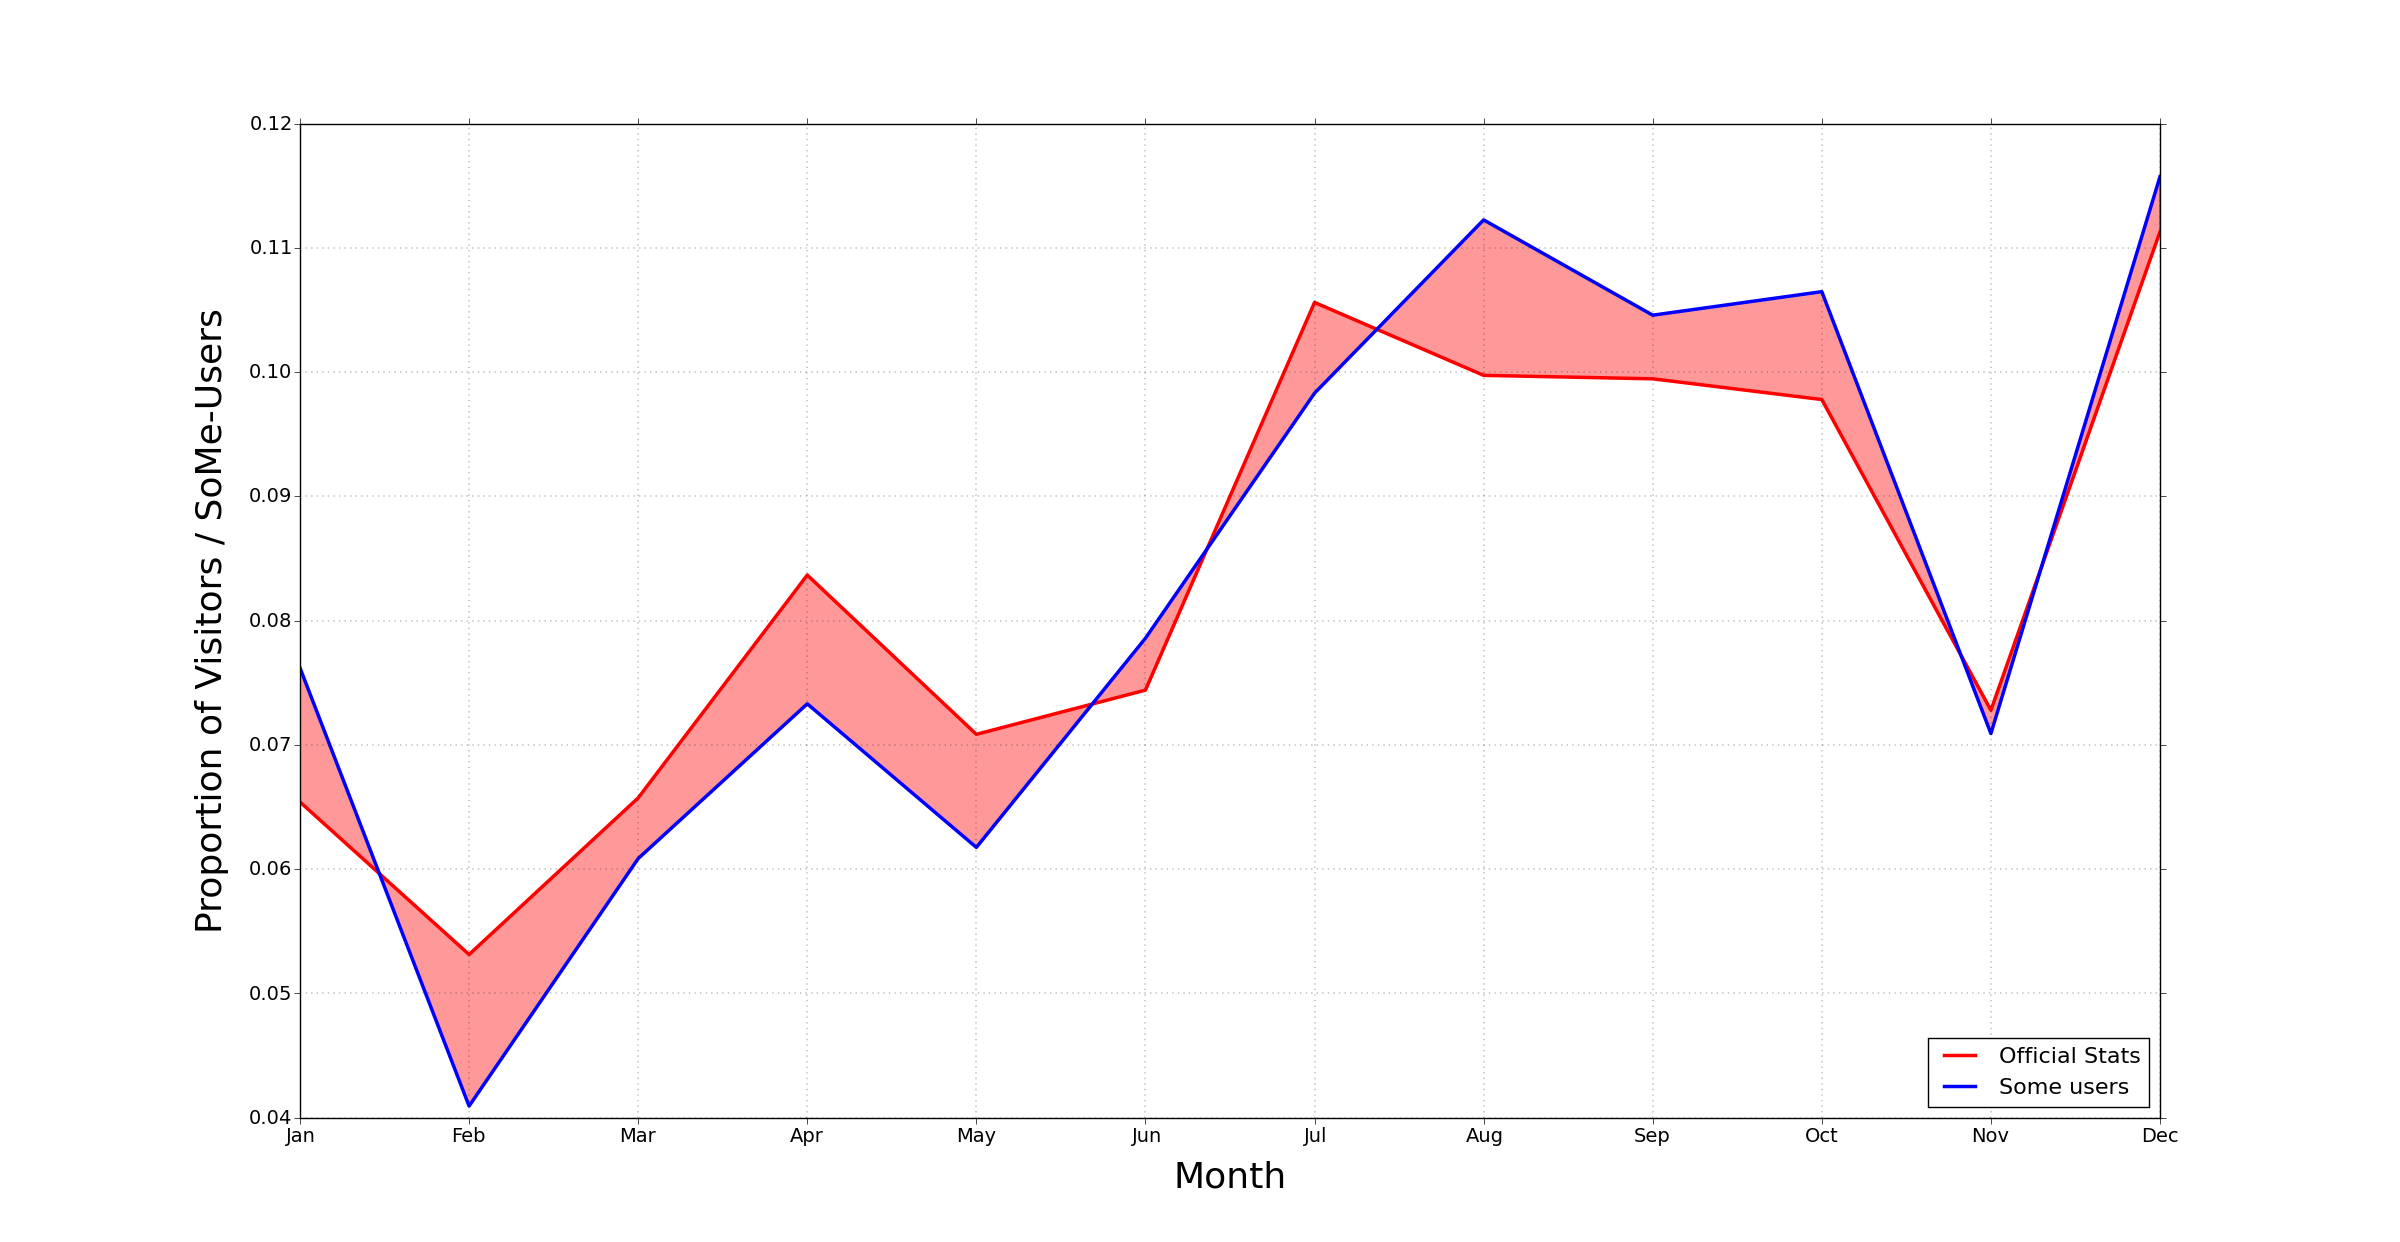 0.12
0.11
0.10
0.09
0.08
0.07
0.06
0.05
0.04
Proportion of Visitors / SoMe-Users
Jan Feb Mar Apr May Jun Jul Aug Sep Oct Nov Dec
Month
Official Stats
Some users